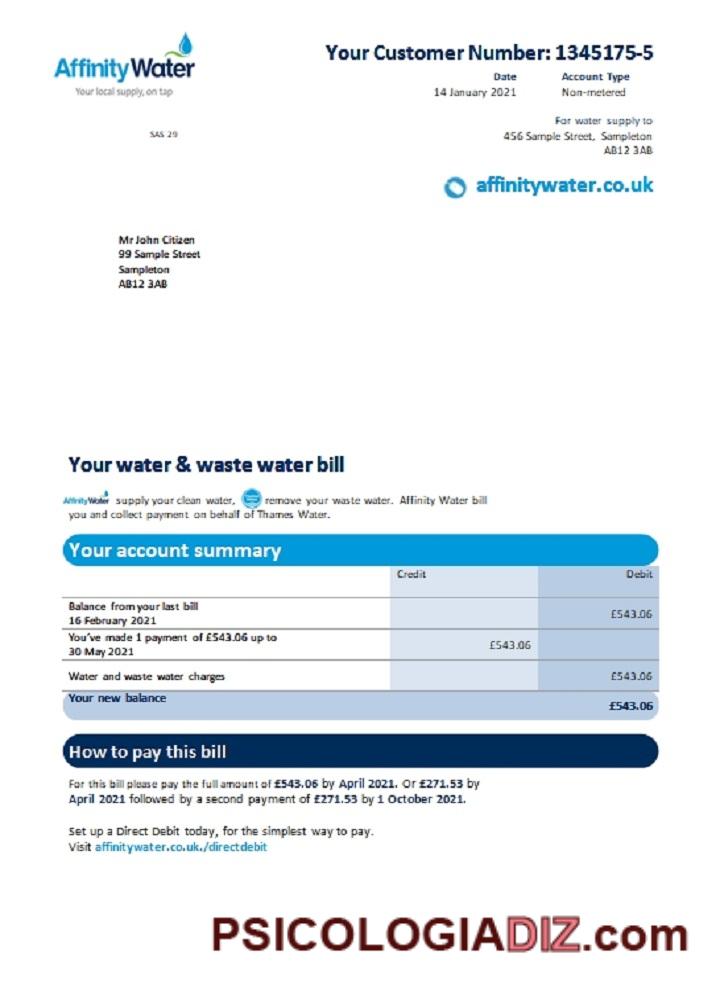 AffinityWater
Your local supply, on tap
Your Customer Number: 1345175-5
Date Account Type
14 January 2021 Non-metered
SAS 29
For water supply to
456 Sample Street, Sampleton
AB12 3AB
affinitywater.co.uk
Mr John Citizen
99 Sample Street
Sampleton
AB12 3AB
Your water & waste water bill
AffinityWater supply your clean water, remove your waste water. Affinity Water bill
you and collect payment on behalf of Thames Water.
Your account summary
Credit Debit
Balance from your last bill
16 February 2021 £543.06
You've made 1 payment of £543.06 up to
30 May 2021 £543.06
Water and waste water charges £543.06
Your new balance £543.06
How to pay this bill
For this bill please pay the full amount of £543.06 by April 2021. Or £271.53 by
April 2021 followed by a second payment of £271.53 by 1 October 2021.
Set up a Direct Debit today, for the simplest way to pay.
Visit affinitywater.co.uk./directdebit
PSICOLOGIADIZ.com